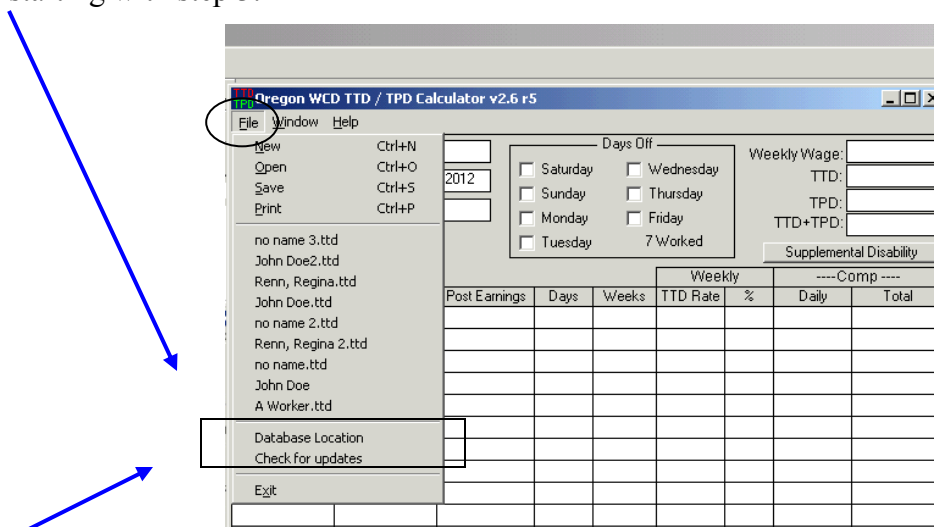 TTD
TPD Oregon WCD TTD / TPD Calculator v2.6 r5
File Window Help
New Ctrl+N
Open Ctrl+O
Save Ctrl+S
Print Ctrl+P
no name 3.ttd
John Doe2.ttd
Renn, Regina.ttd
John Doe.ttd
no name 2.ttd
Renn, Regina 2.ttd
no name.ttd
John Doe
A Worker.ttd
Database Location
Check for updates
Exit
2012
Days Off
Saturday Wednesday
Sunday Thursday
Monday Friday
Tuesday 7 Worked
Weekly Wage:
TTD:
TPD:
TTD+TPD:
Supplemental Disability
Weekly ----Comp ----
Post Earnings Days Weeks TTD Rate % Daily Total